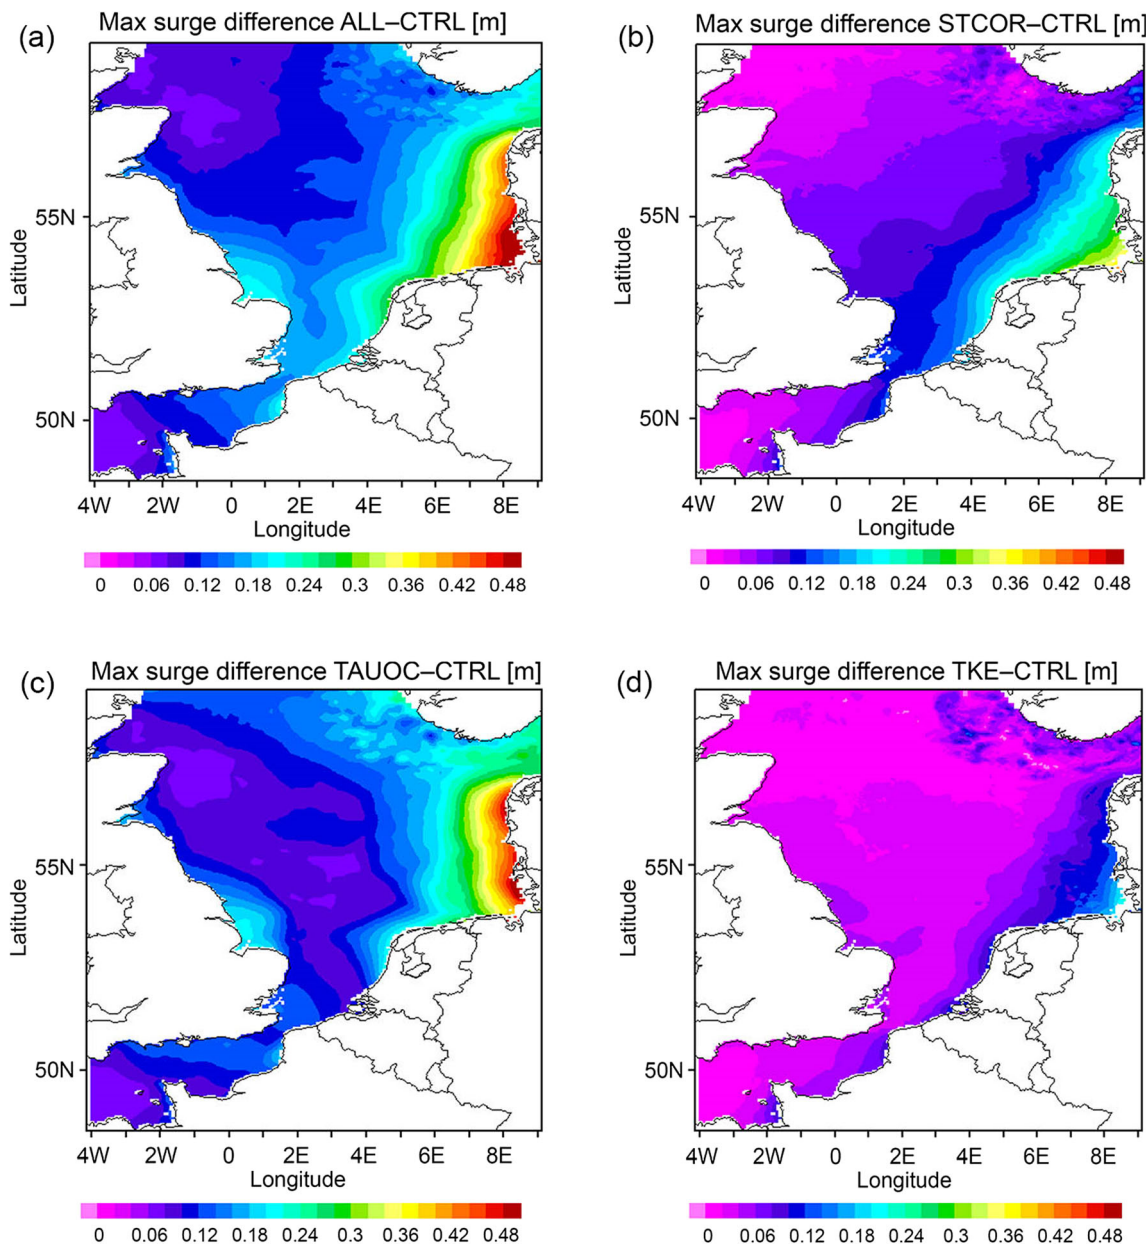 (a)
Max surge difference ALL–CTRL [m]
Latitude
55N
50N
4W 2W 0 2E 4E 6E 8E
Longitude
0 0.06 0.12 0.18 0.24 0.3 0.36 0.42 0.48
(b)
Max surge difference STCOR–CTRL [m]
Latitude
55N
50N
4W 2W 0 2E 4E 6E 8E
Longitude
0 0.06 0.12 0.18 0.24 0.3 0.36 0.42 0.48
(c)
Max surge difference TAUOC–CTRL [m]
Latitude
55N
50N
4W 2W 0 2E 4E 6E 8E
Longitude
0 0.06 0.12 0.18 0.24 0.3 0.36 0.42 0.48
(d)
Max surge difference TKE–CTRL [m]
Latitude
55N
50N
4W 2W 0 2E 4E 6E 8E
Longitude
0 0.06 0.12 0.18 0.24 0.3 0.36 0.42 0.48